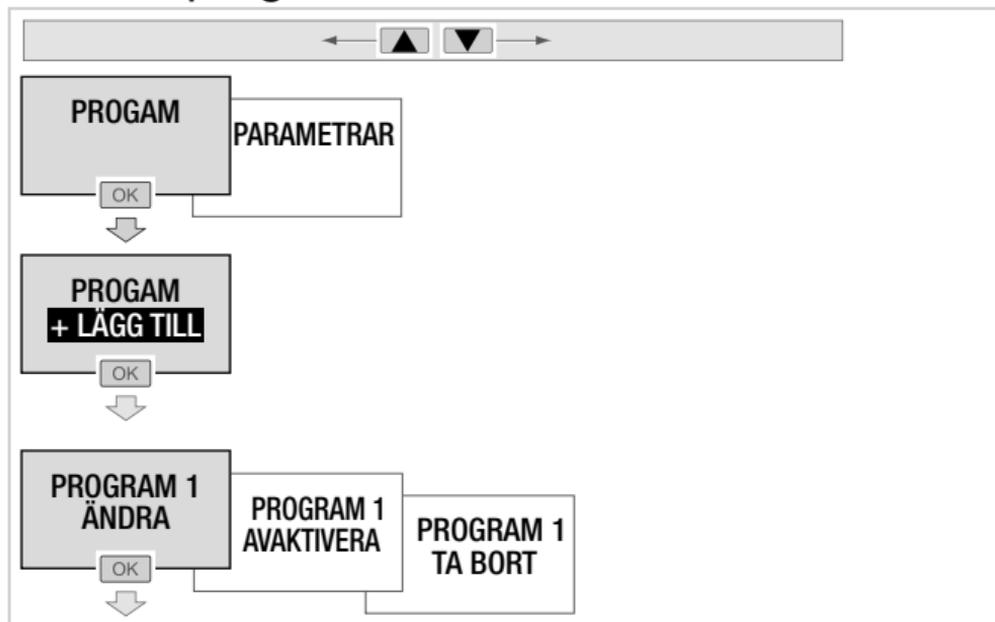 PROGAM
PARAMETRAR
OK
PROGAM
+ LÄGG TILL
OK
PROGRAM 1
ÄNDRA
PROGRAM 1
AVAKTIVERA
PROGRAM 1
TA BORT
OK